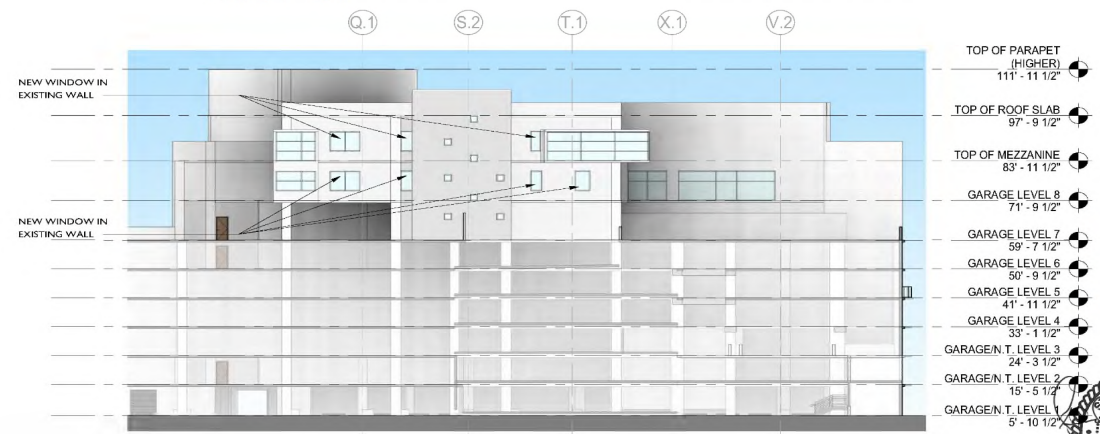 Q.1
S.2
T.1
X.1
V.2
NEW WINDOW IN
EXISTING WALL
NEW WINDOW IN
EXISTING WALL
TOP OF PARAPET
(HIGHER)
111' - 11 1/2"
TOP OF ROOF SLAB
97' - 9 1/2"
TOP OF MEZZANINE
83' - 11 1/2"
GARAGE LEVEL 8
71' - 9 1/2"
GARAGE LEVEL 7
59' - 7 1/2"
GARAGE LEVEL 6
50' - 9 1/2"
GARAGE LEVEL 5
41' - 11 1/2"
GARAGE LEVEL 4
33' - 1 1/2"
GARAGE/N.T. LEVEL 3
24' - 3 1/2"
GARAGE/N.T. LEVEL 2
15' - 5 1/2"
GARAGE/N.T. LEVEL 1
5' - 10 1/2"